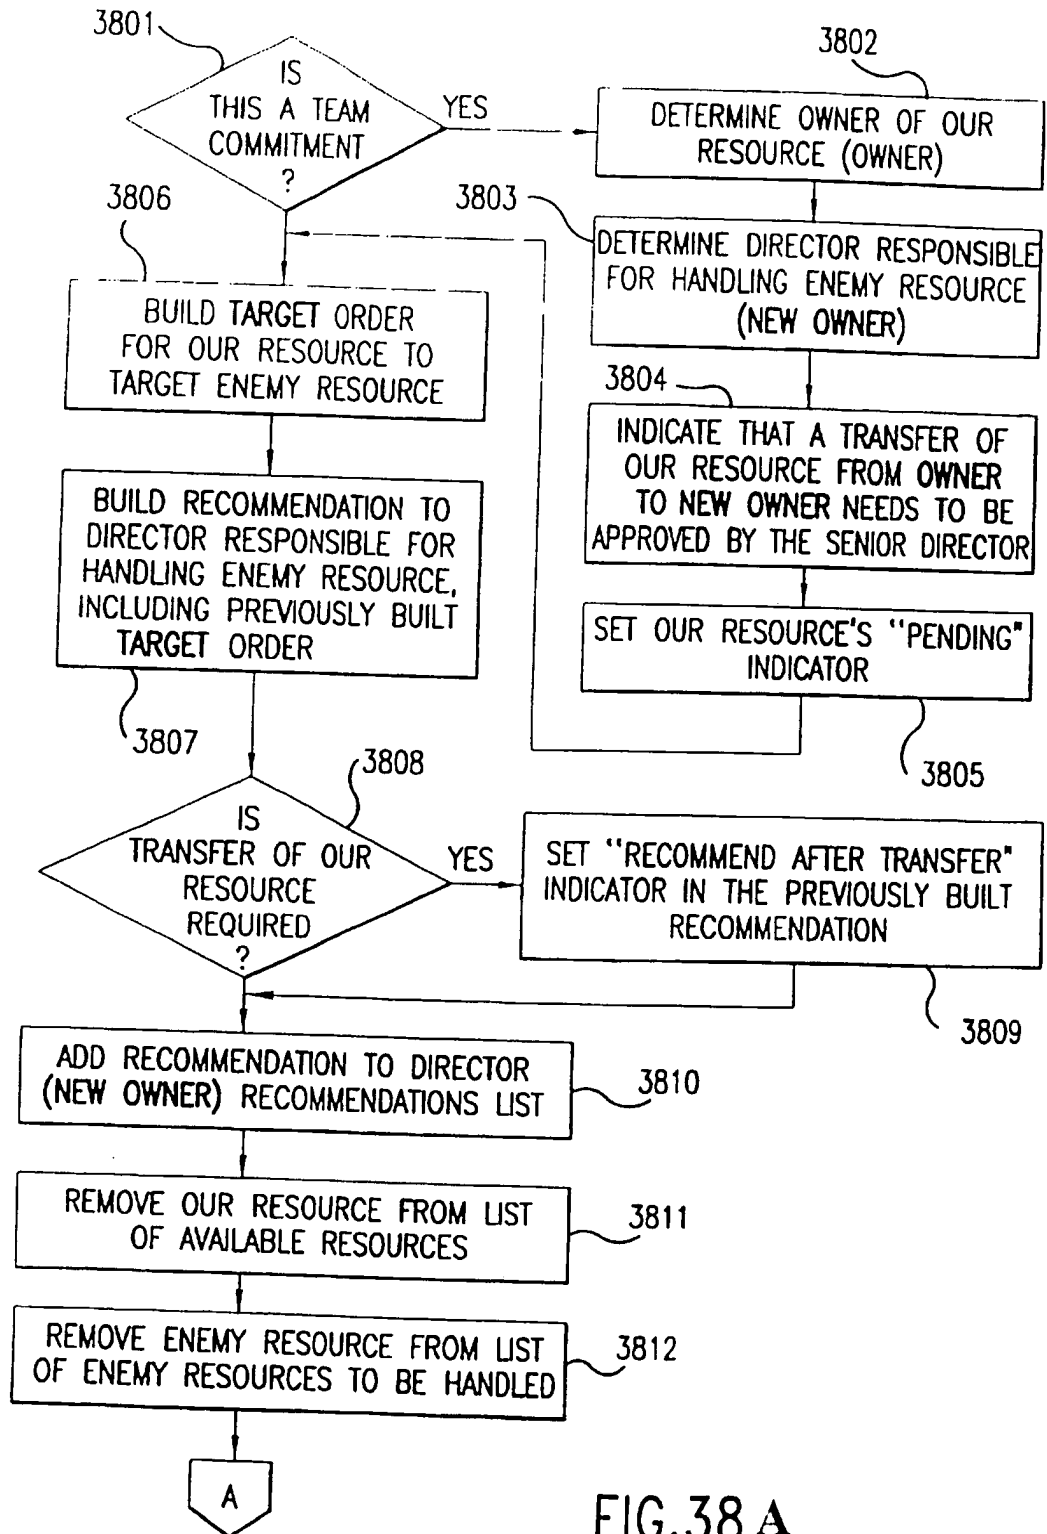 3801
IS
THIS A TEAM
COMMITMENT
?
YES
3802
DETERMINE OWNER OF OUR
RESOURCE (OWNER)
3803
DETERMINE DIRECTOR RESPONSIBLE
FOR HANDLING ENEMY RESOURCE
(NEW OWNER)
3804
INDICATE THAT A TRANSFER OF
OUR RESOURCE FROM OWNER
TO NEW OWNER NEEDS TO BE
APPROVED BY THE SENIOR DIRECTOR
SET OUR RESOURCE'S "PENDING"
INDICATOR
3805
3806
BUILD TARGET ORDER
FOR OUR RESOURCE TO
TARGET ENEMY RESOURCE
BUILD RECOMMENDATION TO
DIRECTOR RESPONSIBLE FOR
HANDLING ENEMY RESOURCE,
INCLUDING PREVIOUSLY BUILT
TARGET ORDER
3807
3808
IS
TRANSFER OF OUR
RESOURCE
REQUIRED
?
YES
SET "RECOMMEND AFTER TRANSFER"
INDICATOR IN THE PREVIOUSLY BUILT
RECOMMENDATION
3809
ADD RECOMMENDATION TO DIRECTOR
(NEW OWNER) RECOMMENDATIONS LIST
3810
REMOVE OUR RESOURCE FROM LIST
OF AVAILABLE RESOURCES
3811
REMOVE ENEMY RESOURCE FROM LIST
OF ENEMY RESOURCES TO BE HANDLED
3812
A
FIG.38 A